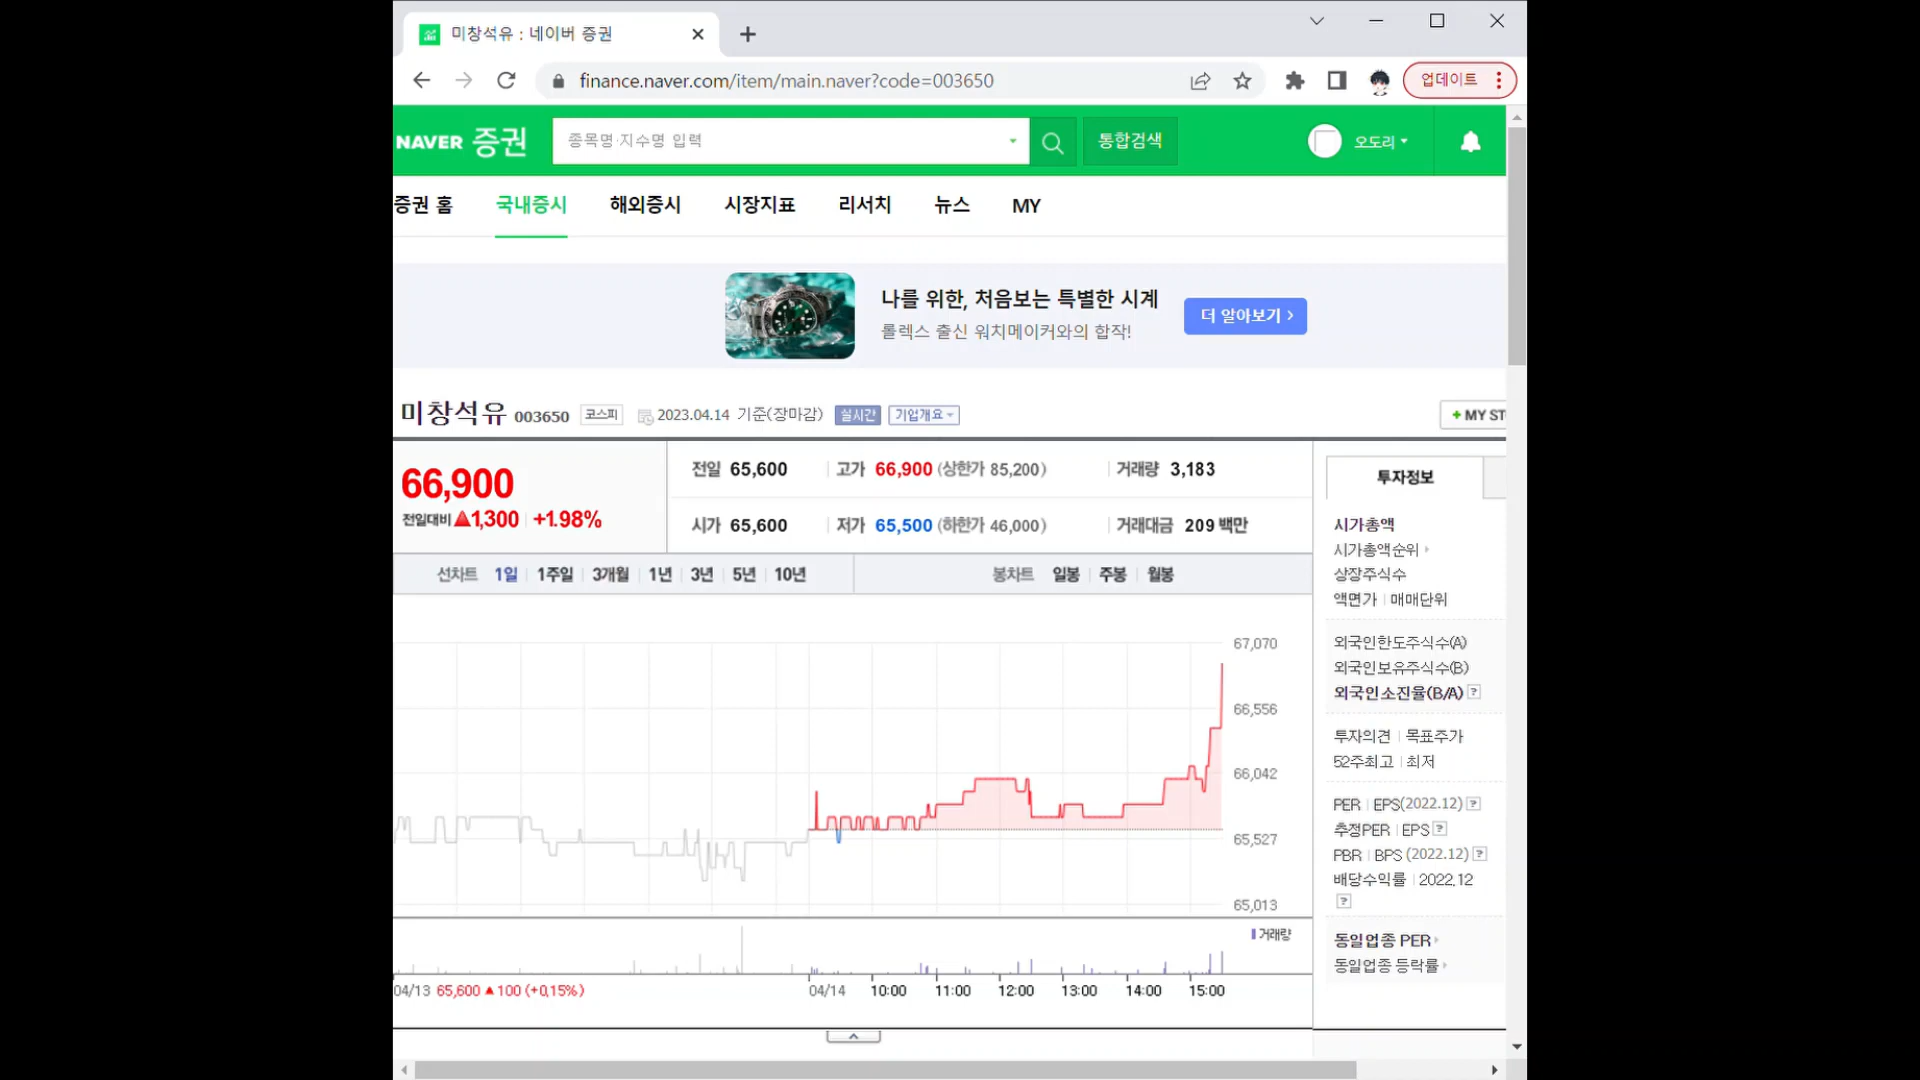 미창석유 : 네이버 증권
finance.naver.com/item/main.naver?code=003650
업데이트
NAVER 증권
종목명·지수명 입력
통합검색
오도리
증권 홈 국내증시 해외증시 시장지표 리서치 뉴스 MY
나를 위한, 처음보는 특별한 시계
롤렉스 출신 워치메이커와의 합작!
더 알아보기
미창석유 003650 코스피 2023.04.14 기준(장마감) 실시간 기업개요
+ MY ST
66,900
전일대비 ▲1,300 +1.98%
전일 65,600 고가 66,900 (상한가 85,200) 거래량 3,183
시가 65,600 저가 65,500 (하한가 46,000) 거래대금 209 백만
선차트 1일 1주일 3개월 1년 3년 5년 10년 봉차트 일봉 주봉 월봉
67,070
66,556
66,042
65,527
65,013
거래량
04/13 65,600 ▲100 (+0.15%) 04/14 10:00 11:00 12:00 13:00 14:00 15:00
투자정보
시가총액
시가총액순위
상장주식수
액면가 | 매매단위
외국인한도주식수(A)
외국인보유주식수(B)
외국인소진율(B/A) ?
투자의견 | 목표주가
52주최고 | 최저
PER | EPS(2022.12) ?
추정PER | EPS ?
PBR | BPS (2022.12) ?
배당수익률 | 2022.12
?
동일업종 PER
동일업종 등락률